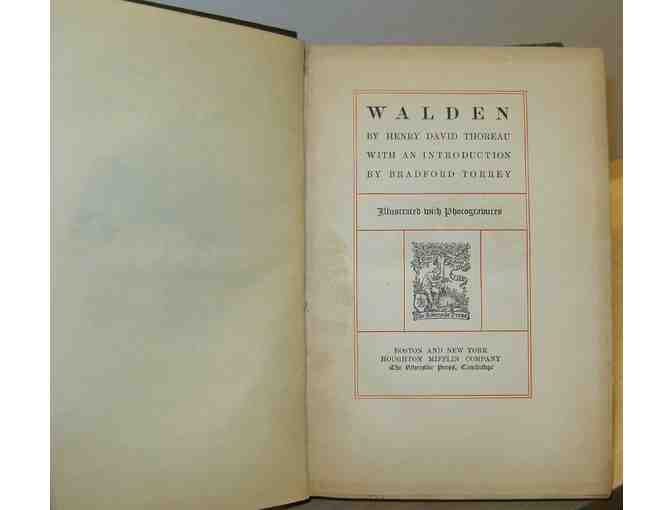 WALDEN
BY HENRY DAVID THOREAU
WITH AN INTRODUCTION
BY BRADFORD TORREY
Illustrated with Photogravures
The Riverside Press
BOSTON AND NEW YORK
HOUGHTON MIFFLIN COMPANY
The Riverside Press, Cambridge